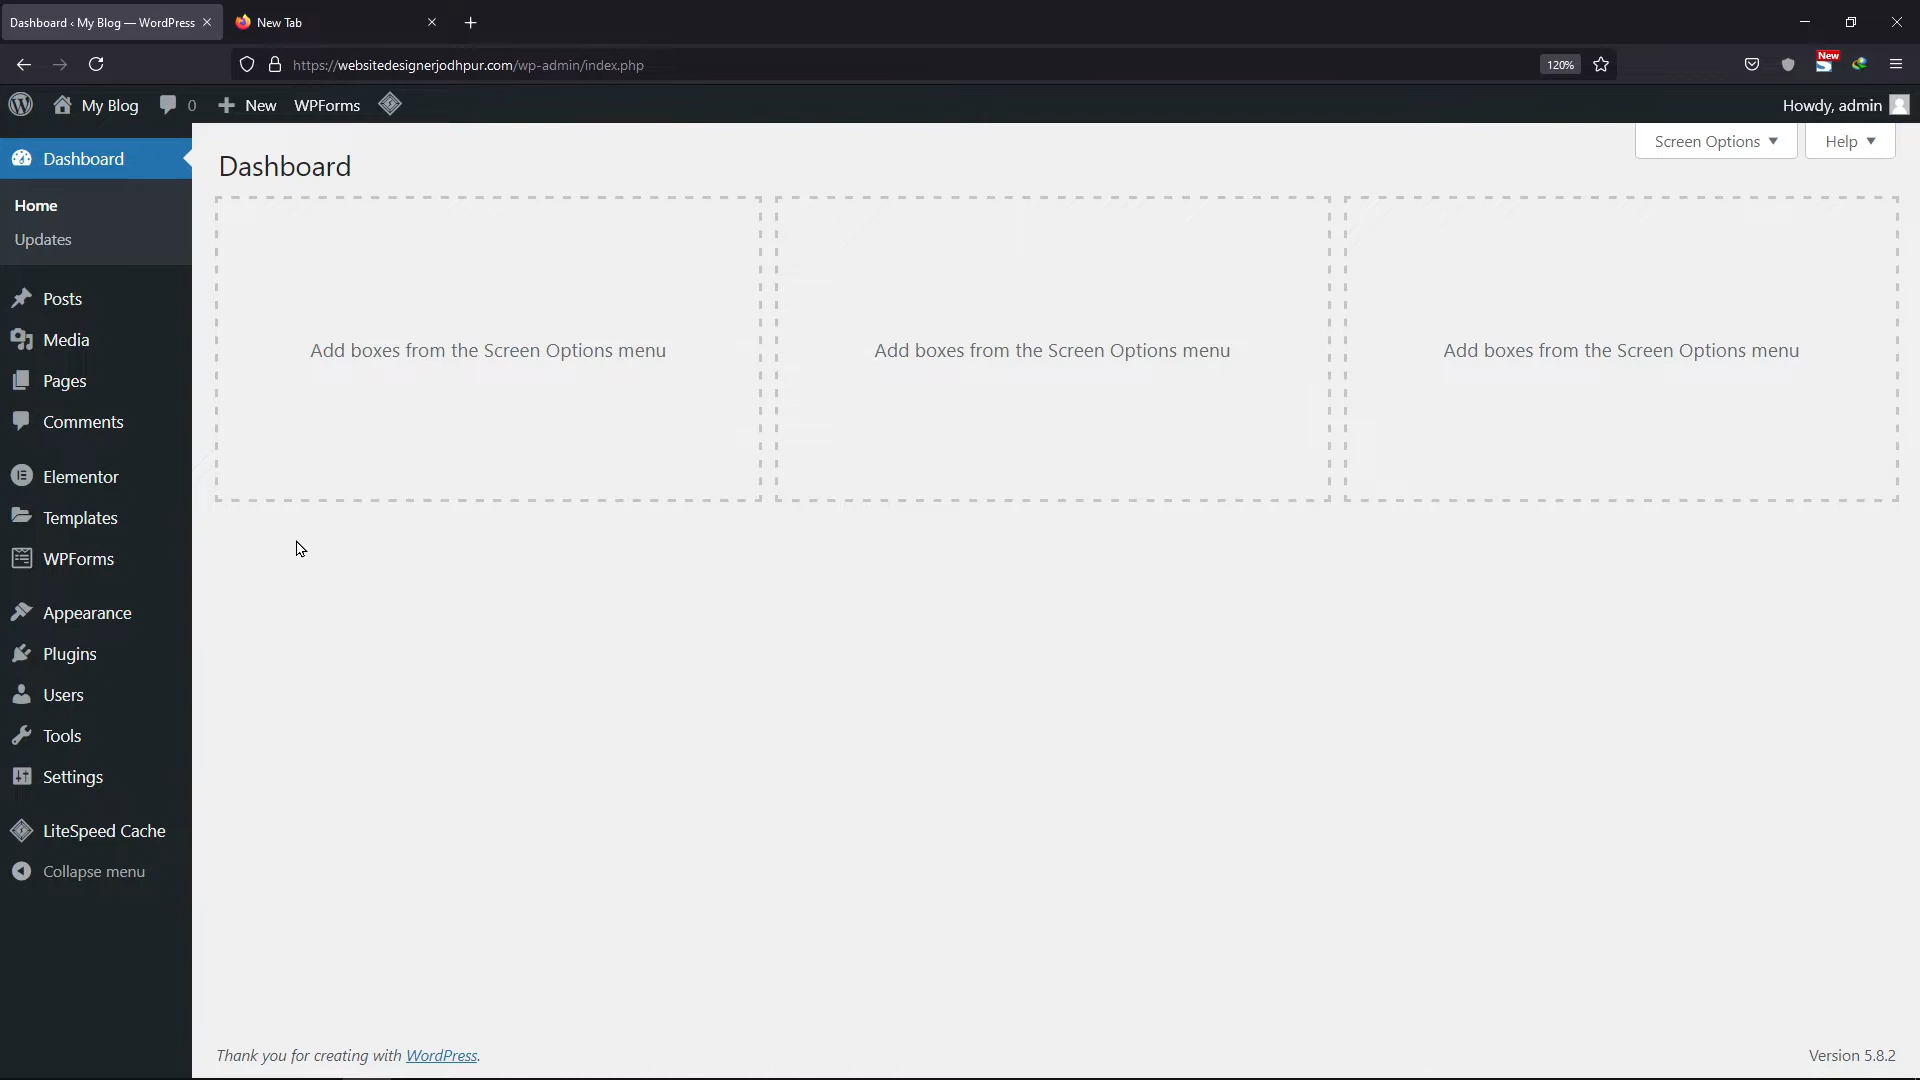 Dashboard ‹ My Blog — WordPress
New Tab
https://websitedesignerjodhpur.com/wp-admin/index.php
120%
New
My Blog
0
New
WPForms
Howdy, admin
Screen Options
Help
Dashboard
Home
Updates
Posts
Media
Pages
Comments
Elementor
Templates
WPForms
Appearance
Plugins
Users
Tools
Settings
LiteSpeed Cache
Collapse menu
Dashboard
Add boxes from the Screen Options menu
Add boxes from the Screen Options menu
Add boxes from the Screen Options menu
Thank you for creating with WordPress.
Version 5.8.2